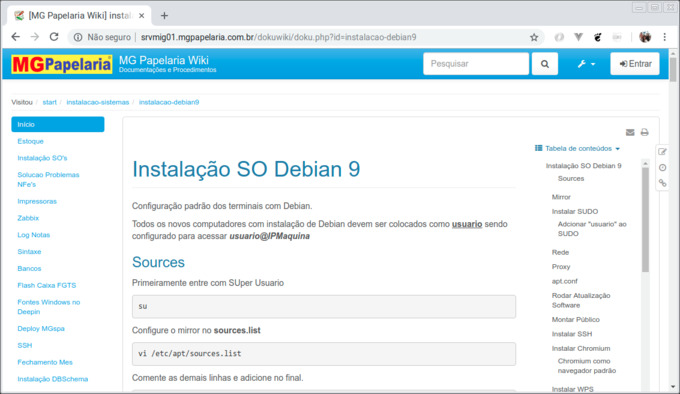 [MG Papelaria Wiki] instala
Não seguro | srvmig01.mgpapelaria.com.br/dokuwiki/doku.php?id=instalacao-debian9
MGPapelaria
MG Papelaria Wiki
Documentações e Procedimentos
Pesquisar
Entrar
Visitou / start / instalacao-sistemas / instalacao-debian9
Início
Estoque
Instalação SO's
Solucao Problemas
NFe's
Impressoras
Zabbix
Log Notas
Sintaxe
Bancos
Flash Caixa FGTS
Fontes Windows no
Deepin
Deploy MGspa
SSH
Fechamento Mes
Instalação DBSchema
Instalação SO Debian 9
Configuração padrão dos terminais com Debian.
Todos os novos computadores com instalação de Debian devem ser colocados como usuario sendo
configurado para acessar usuario@IPMaquina
Sources
Primeiramente entre com SUper Usuario
su
Configure o mirror no sources.list
vi /etc/apt/sources.list
Comente as demais linhas e adicione no final.
Tabela de conteúdos
Instalação SO Debian 9
Sources
Mirror
Instalar SUDO
Adicionar "usuario" ao
SUDO
Rede
Proxy
apt.conf
Rodar Atualização
Software
Montar Público
Instalar SSH
Instalar Chromium
Chromium como
navegador padrão
Instalar WPS